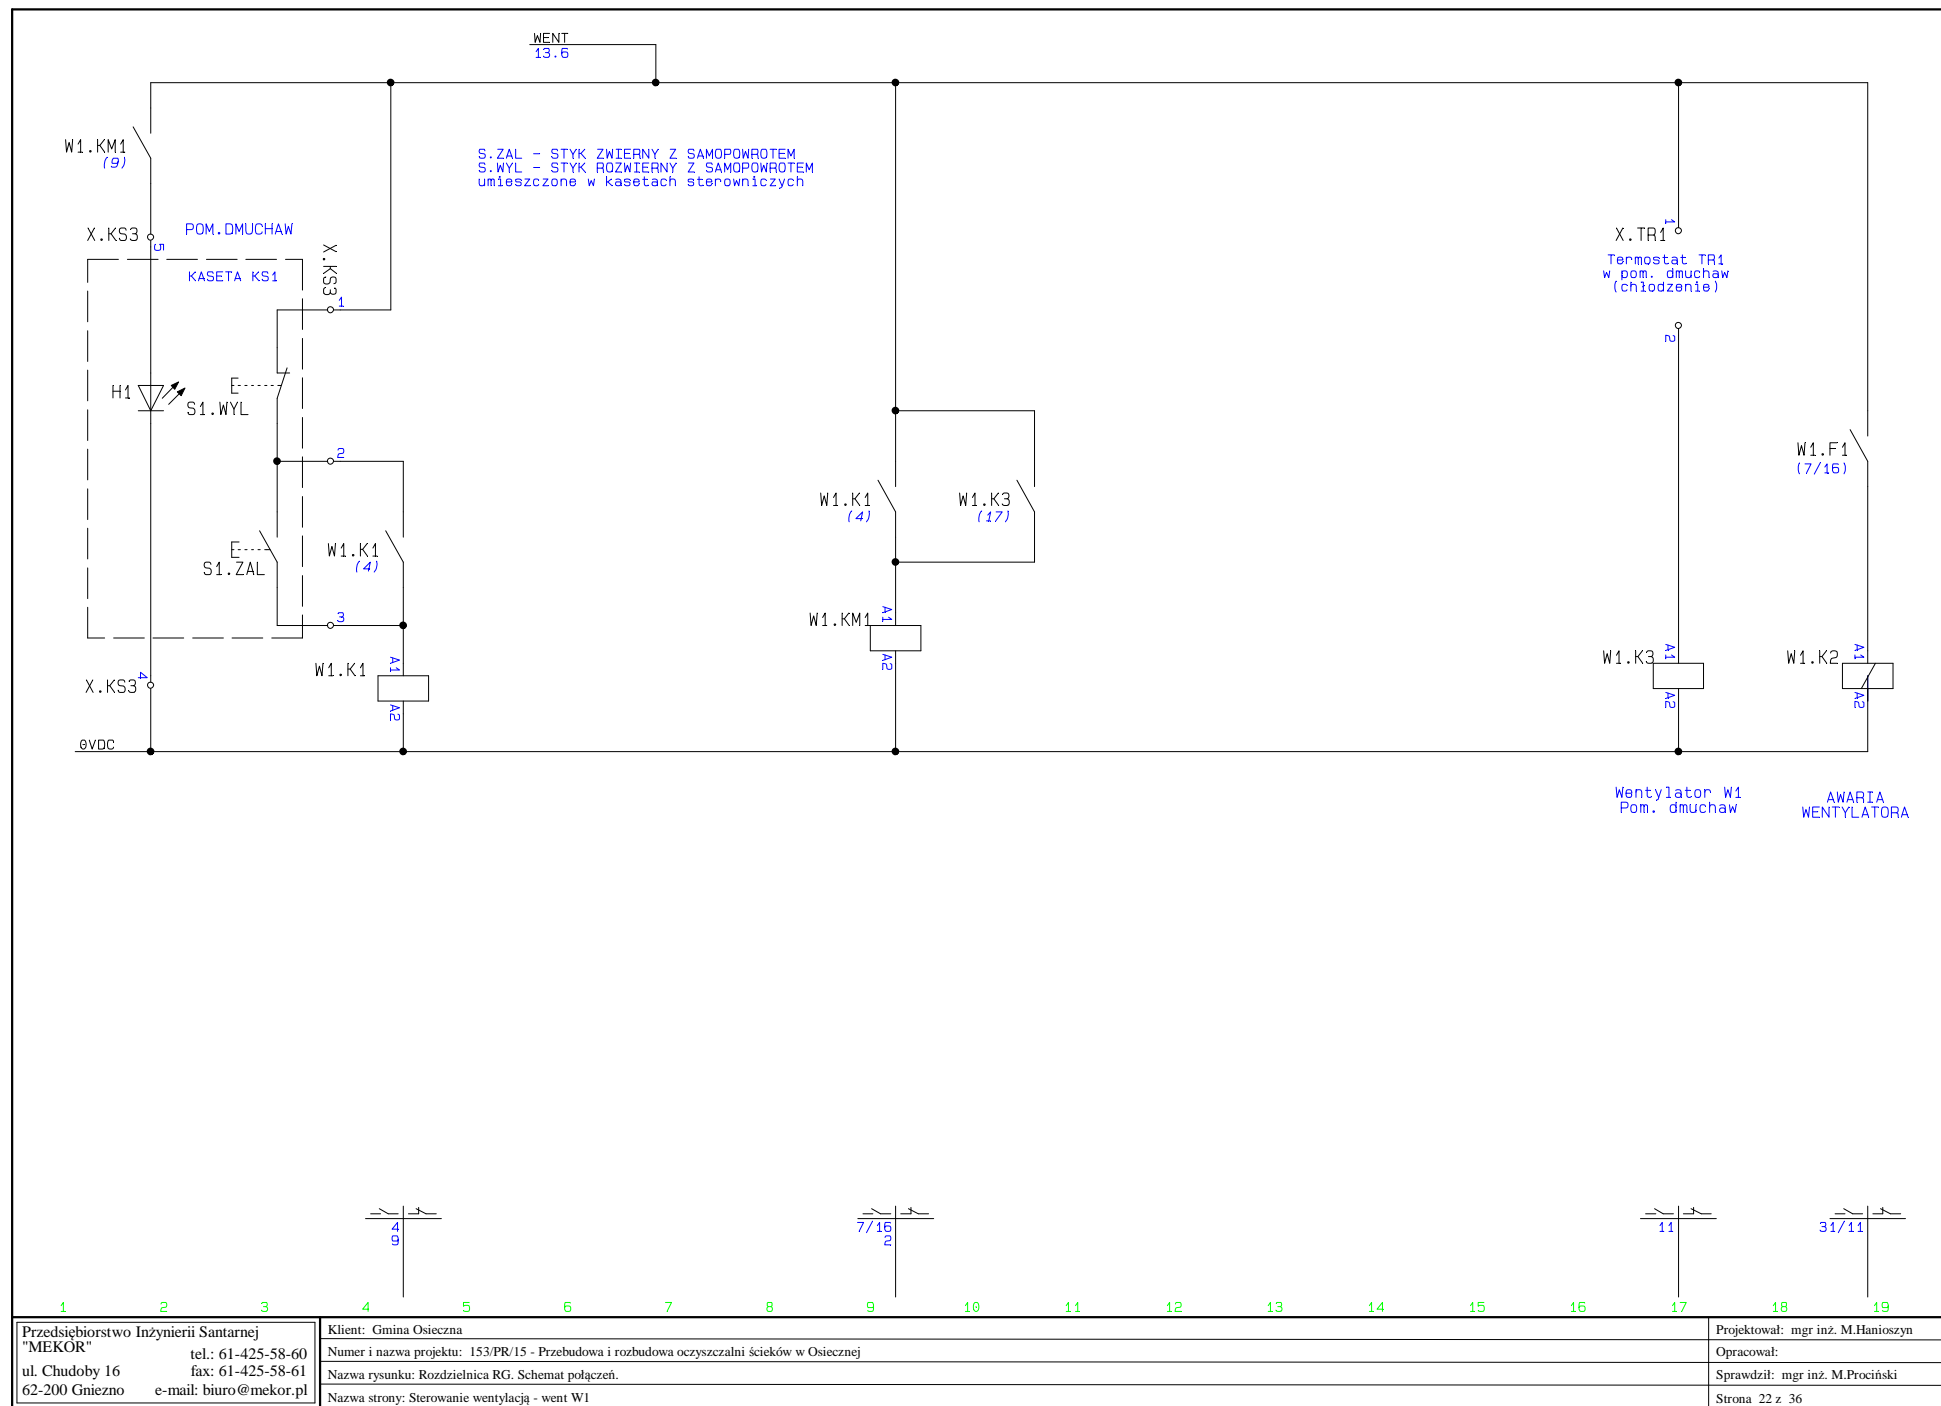 WENT
13.6
W1.KM1
(9)
S.ZAL - STYK ZWIERNY Z SAMOPOWROTEM
S.WYL - STYK ROZWIERNY Z SAMOPOWROTEM
umieszczone w kasetach sterowniczych
X.KS3
5
POM.DMUCHAW
KASETA KS1
X.KS3
1
H1
S1.WYL
2
S1.ZAL
W1.K1
(4)
3
W1.K1
A1
A2
X.KS3
4
0VDC
W1.K1
(4)
W1.K3
(17)
W1.KM1
A1
A2
1
X.TR1
Termostat TR1
w pom. dmuchaw
(chłodzenie)
2
W1.K3
A1
A2
W1.F1
(7/16)
W1.K2
A1
A2
Wentylator W1
Pom. dmuchaw
AWARIA
WENTYLATORA
4
9
7/16
2
11
31/11
1 2 3 4 5 6 7 8 9 10 11 12 13 14 15 16 17 18 19
Przedsiębiorstwo Inżynierii Santarnej
"MEKOR"
tel.: 61-425-58-60
ul. Chudoby 16 fax: 61-425-58-61
62-200 Gniezno e-mail: biuro@mekor.pl
Klient: Gmina Osieczna
Numer i nazwa projektu: 153/PR/15 - Przebudowa i rozbudowa oczyszczalni ścieków w Osiecznej
Nazwa rysunku: Rozdzielnica RG. Schemat połączeń.
Nazwa strony: Sterowanie wentylacją - went W1
Projektował: mgr inż. M.Hanioszyn
Opracował:
Sprawdził: mgr inż. M.Prociński
Strona 22 z 36